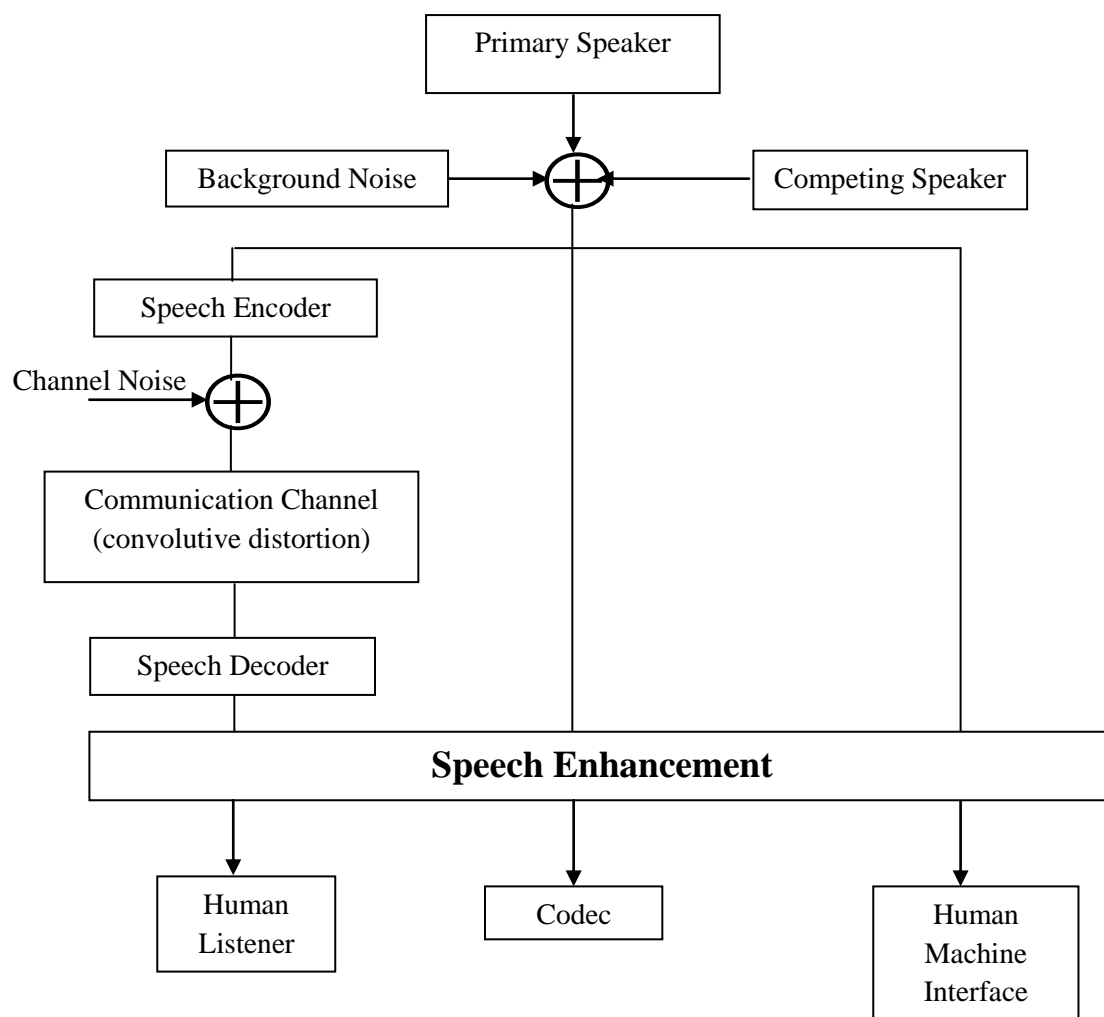 Primary Speaker
Background Noise
Competing Speaker
Speech Encoder
Channel Noise
Communication Channel
(convolutive distortion)
Speech Decoder
Speech Enhancement
Human
Listener
Codec
Human
Machine
Interface